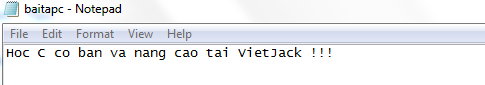 baitapc - Notepad
File Edit Format View Help
Hoc C co ban va nang cao tai VietJack !!!